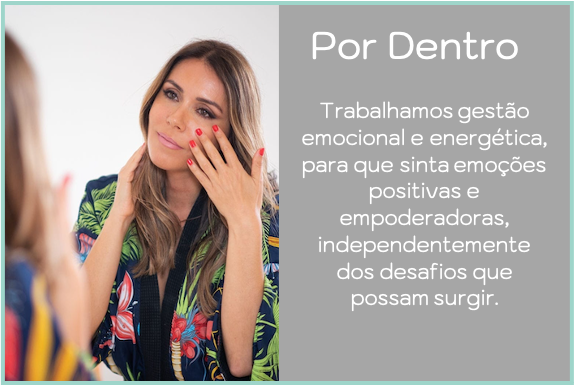 Por Dentro
Trabalhamos gestão
emocional e energética,
para que sinta emoções
positivas e
empoderadoras,
independentemente
dos desafios que
possam surgir.